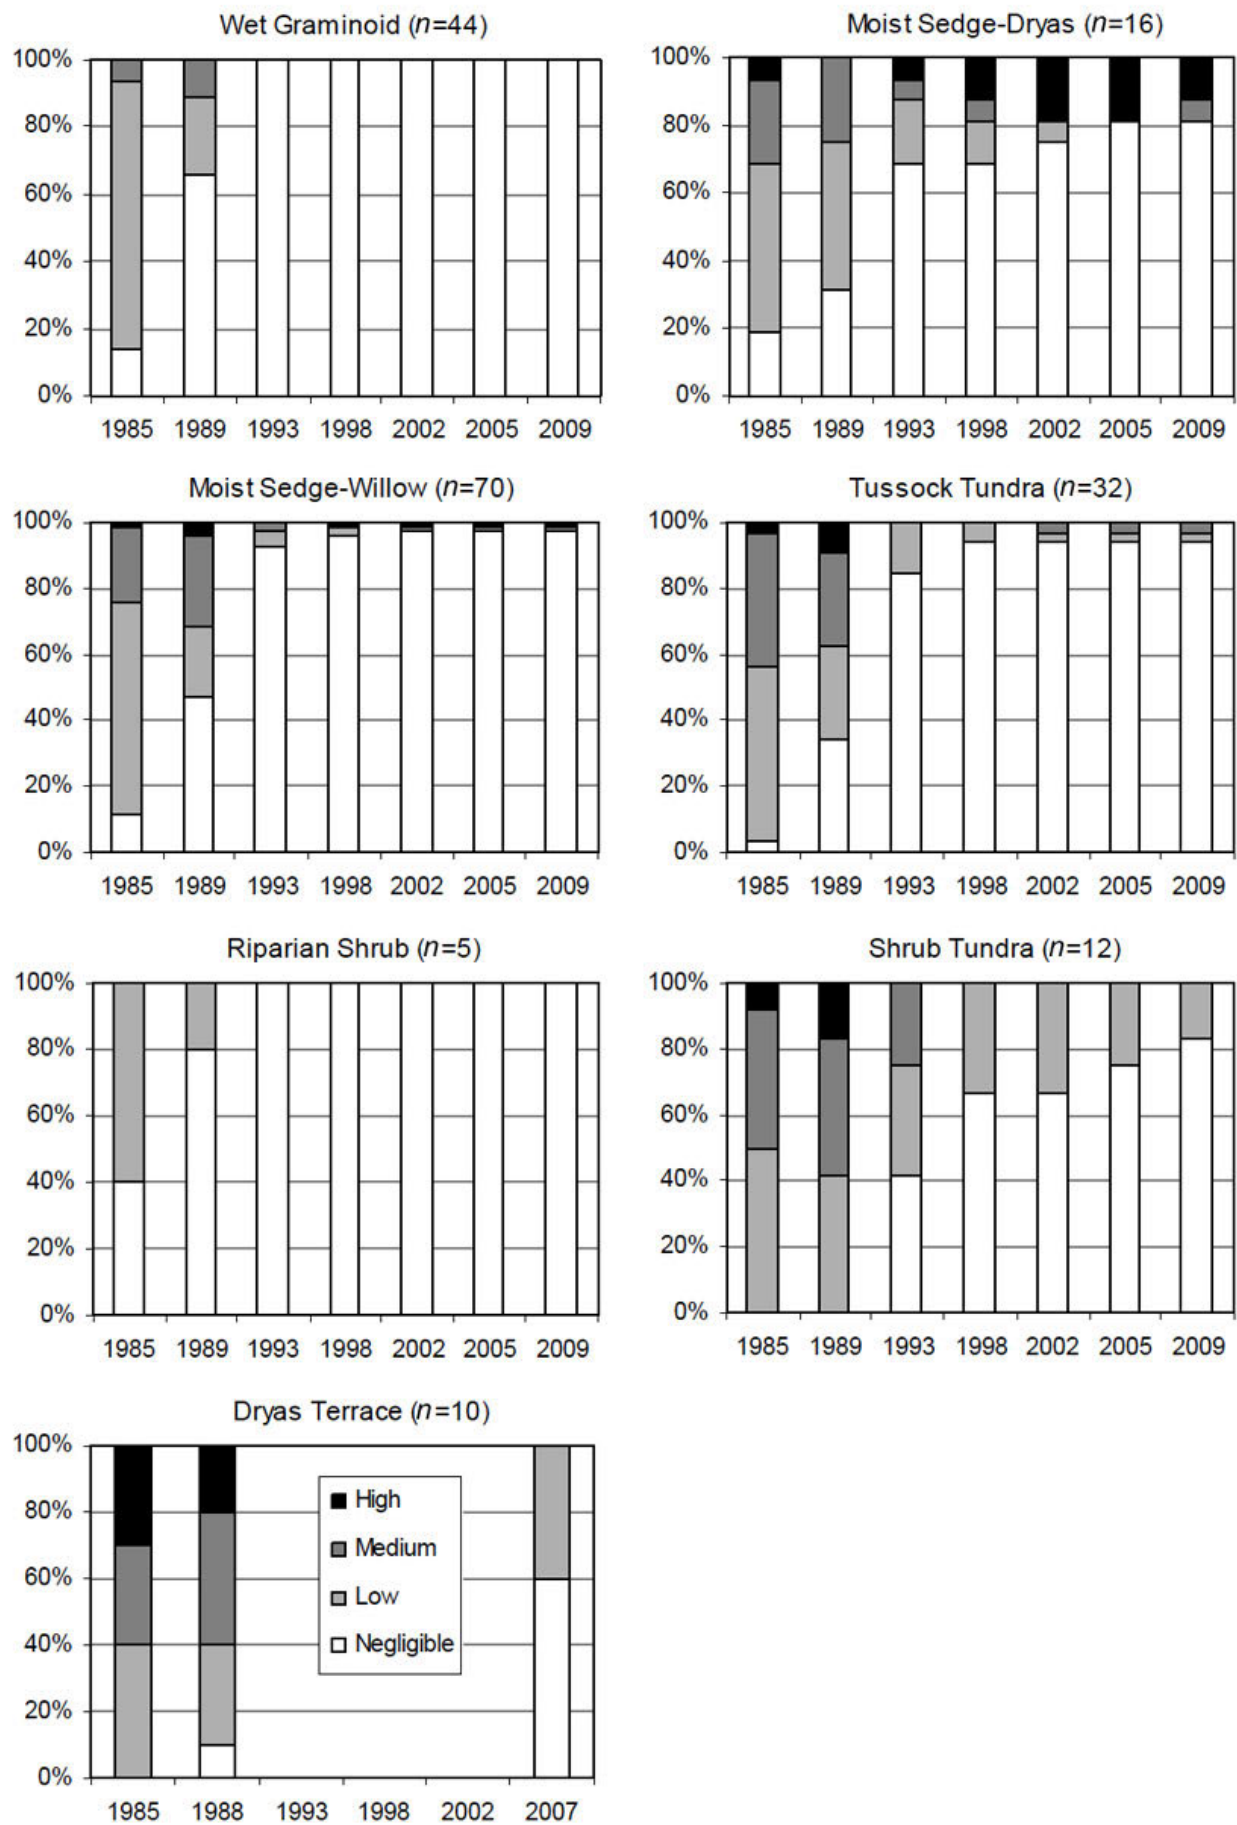 Wet Graminoid (n=44)
100%
80%
60%
40%
20%
0%
1985 1989 1993 1998 2002 2005 2009
Moist Sedge-Dryas (n=16)
100%
80%
60%
40%
20%
0%
1985 1989 1993 1998 2002 2005 2009
Moist Sedge-Willow (n=70)
100%
80%
60%
40%
20%
0%
1985 1989 1993 1998 2002 2005 2009
Tussock Tundra (n=32)
100%
80%
60%
40%
20%
0%
1985 1989 1993 1998 2002 2005 2009
Riparian Shrub (n=5)
100%
80%
60%
40%
20%
0%
1985 1989 1993 1998 2002 2005 2009
Shrub Tundra (n=12)
100%
80%
60%
40%
20%
0%
1985 1989 1993 1998 2002 2005 2009
Dryas Terrace (n=10)
100%
80%
60%
40%
20%
0%
High
Medium
Low
Negligible
1985 1988 1993 1998 2002 2007